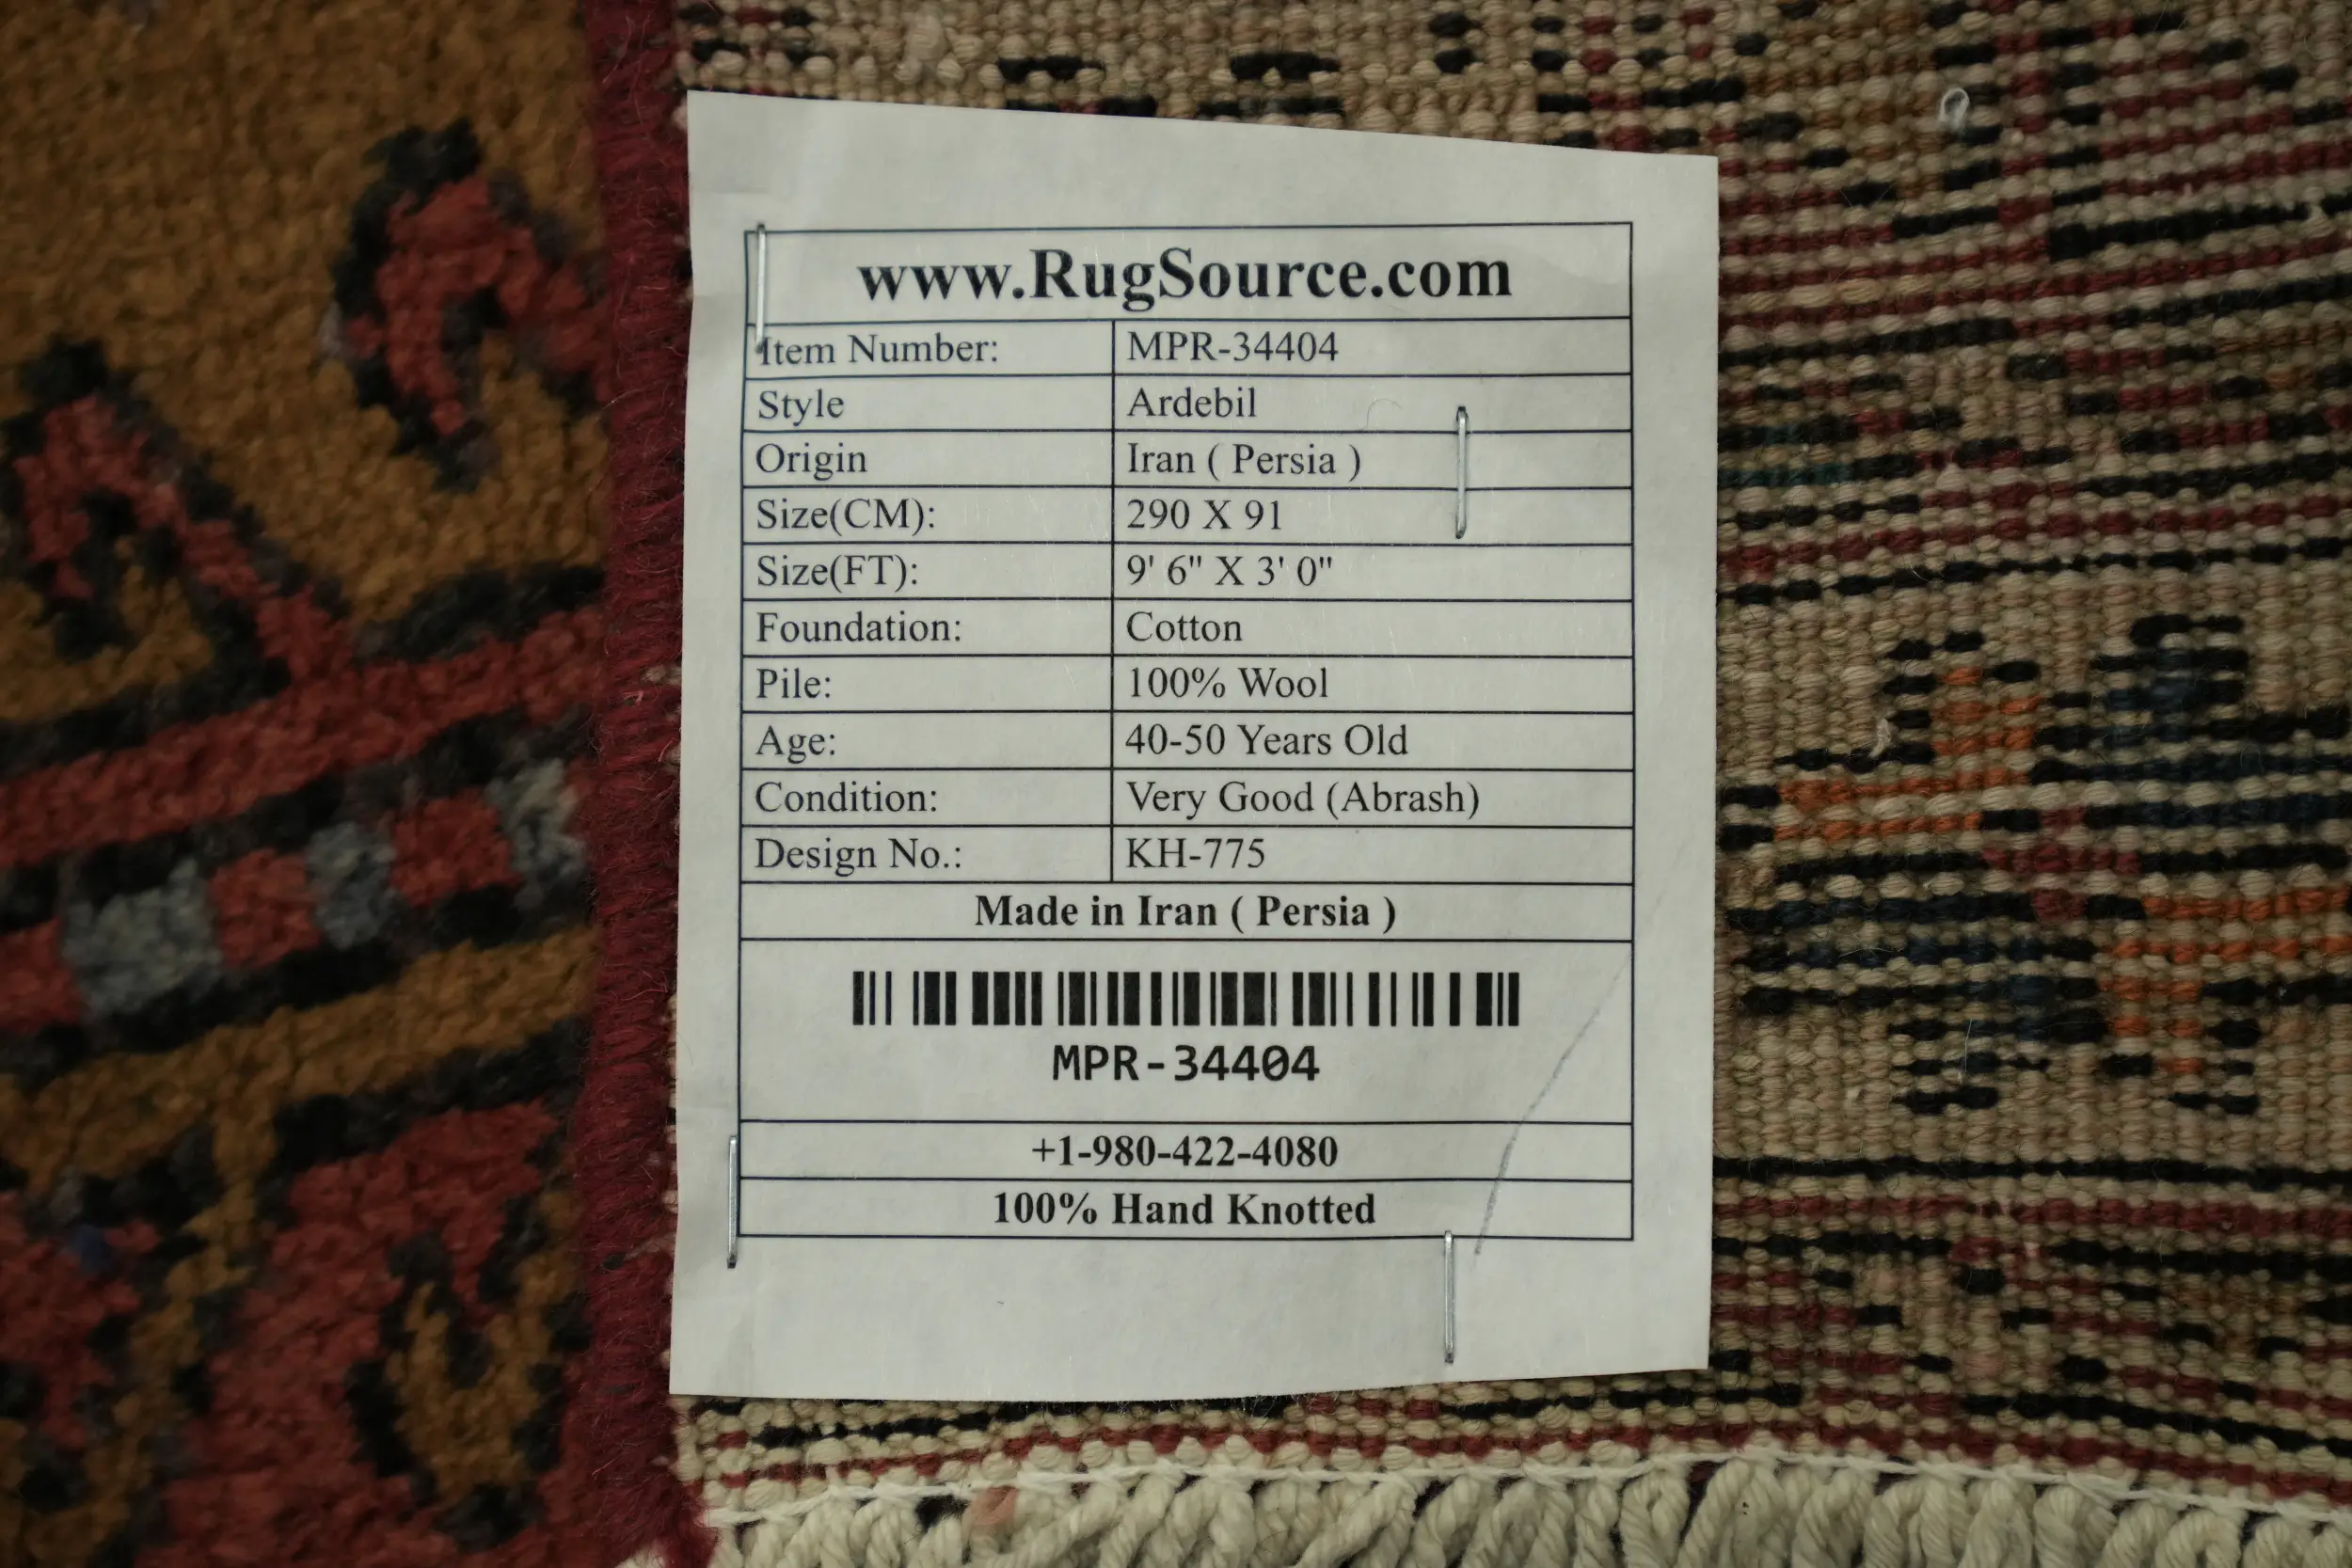 www.RugSource.com
Item Number: MPR-34404
Style Ardebil
Origin Iran ( Persia )
Size(CM): 290 X 91
Size(FT): 9' 6" X 3' 0"
Foundation: Cotton
Pile: 100% Wool
Age: 40-50 Years Old
Condition: Very Good (Abrash)
Design No.: KH-775
Made in Iran ( Persia )
MPR-34404
+1-980-422-4080
100% Hand Knotted